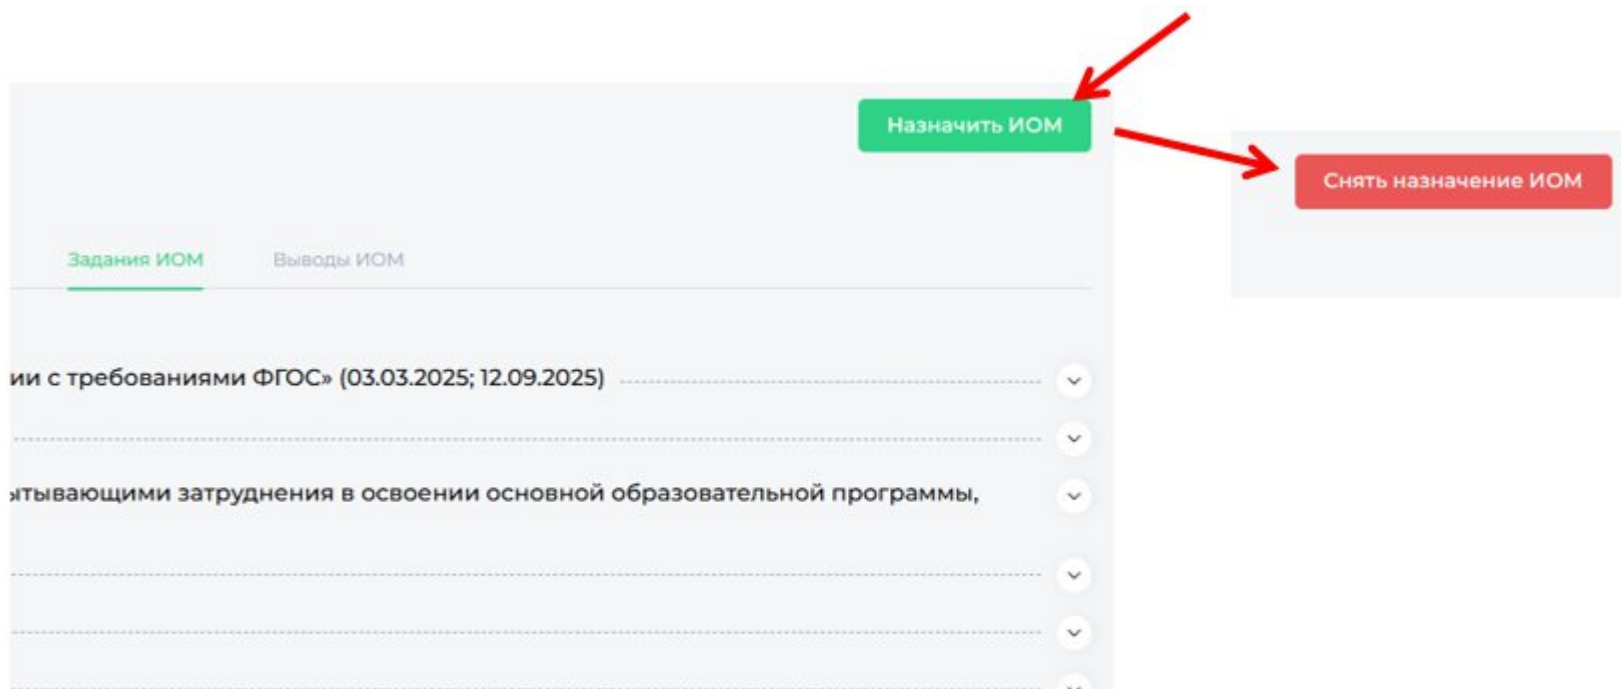 Назначить ИОМ
Снять назначение ИОМ
Задания ИОМ
Выводы ИОМ
ии с требованиями ФГОС» (03.03.2025; 12.09.2025)
ытывающими затруднения в освоении основной образовательной программы,